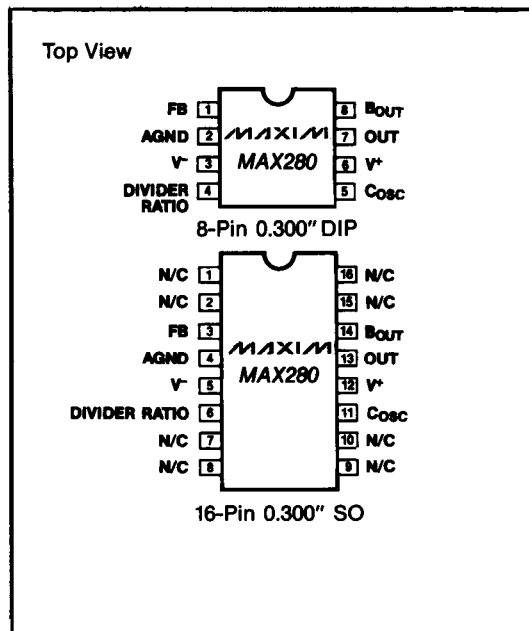 Top View
FB 1 8 BOUT
AGND 2 MAXIM 7 OUT
V- 3 MAX280 6 V+
DIVIDER RATIO 4 5 COSC
8-Pin 0.300" DIP
N/C 1 16 N/C
N/C 2 15 N/C
FB 3 14 BOUT
AGND 4 MAXIM 13 OUT
V- 5 MAX280 12 V+
DIVIDER RATIO 6 11 COSC
N/C 7 10 N/C
N/C 8 9 N/C
16-Pin 0.300" SO